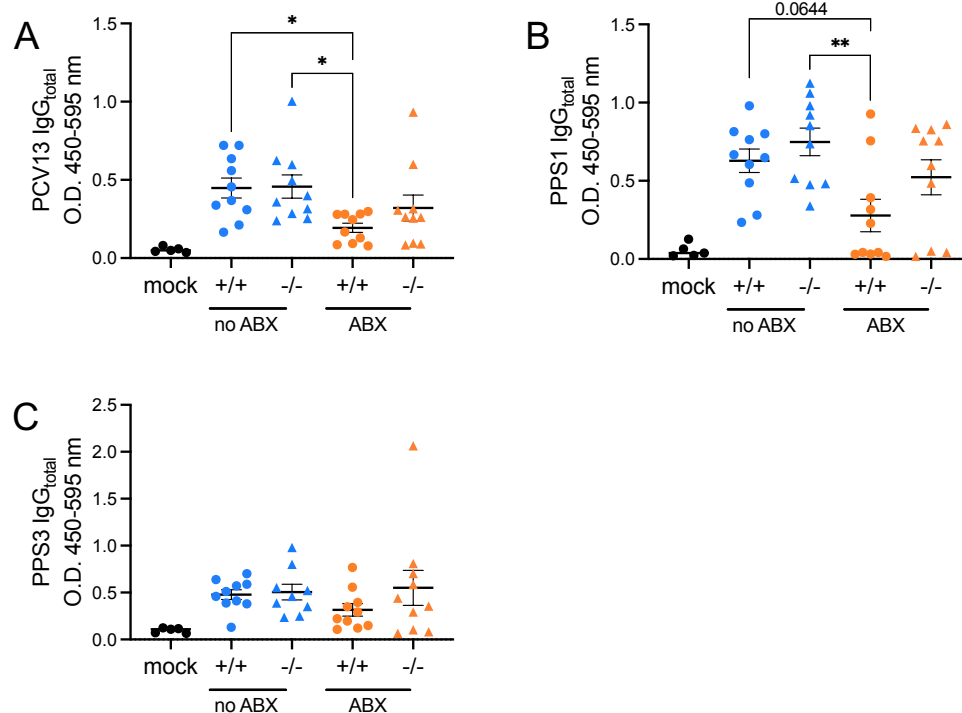 A
PCV13 IgGtotal
O.D. 450-595 nm
1.5
1.0
0.5
0.0
*
*
mock +/+ -/- +/+ -/-
no ABX ABX
B
PPS1 IgGtotal
O.D. 450-595 nm
1.5
1.0
0.5
0.0
0.0644
**
mock +/+ -/- +/+ -/-
no ABX ABX
C
PPS3 IgGtotal
O.D. 450-595 nm
2.5
2.0
1.5
1.0
0.5
0.0
mock +/+ -/- +/+ -/-
no ABX ABX